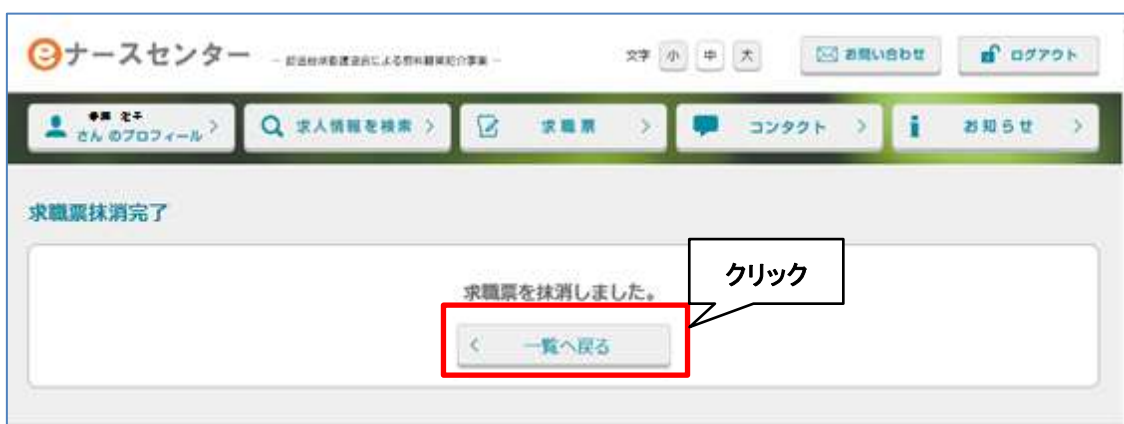 eナースセンター
文字 小 中 大 お問い合わせ ログアウト
さん のプロフィール 求人情報を検索 求職票 コンタクト お知らせ
求職票抹消完了
クリック
求職票を抹消しました。
一覧へ戻る